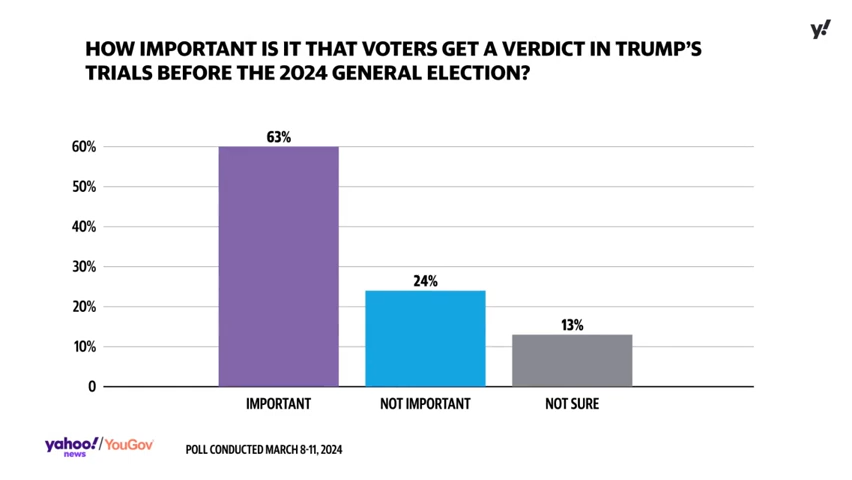 y!
HOW IMPORTANT IS IT THAT VOTERS GET A VERDICT IN TRUMP'S
TRIALS BEFORE THE 2024 GENERAL ELECTION?
63%
60%
50%
40%
30%
24%
20%
13%
10%
0
IMPORTANT
NOT IMPORTANT
NOT SURE
yahoo! / YouGov
news
POLL CONDUCTED MARCH 8-11, 2024